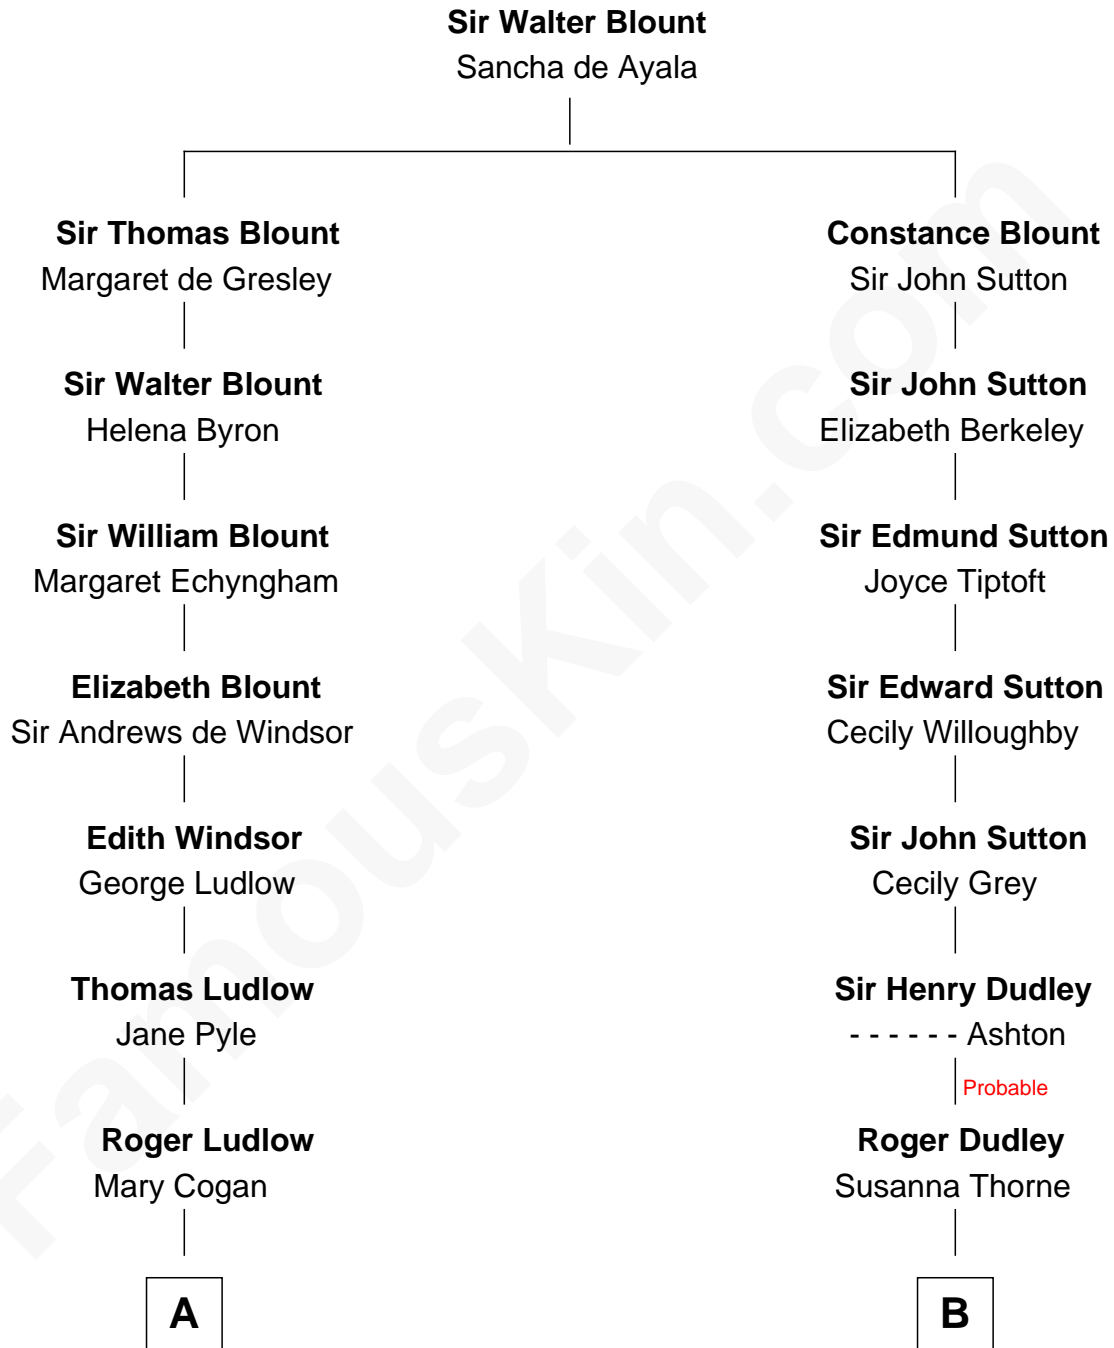 Sir Walter Blount
Sancha de Ayala
Sir Thomas Blount
Margaret de Gresley
Constance Blount
Sir John Sutton
Sir Walter Blount
Helena Byron
Sir John Sutton
Elizabeth Berkeley
Sir William Blount
Margaret Echyngham
Sir Edmund Sutton
Joyce Tiptoft
Elizabeth Blount
Sir Andrews de Windsor
Sir Edward Sutton
Cecily Willoughby
Edith Windsor
George Ludlow
Sir John Sutton
Cecily Grey
Thomas Ludlow
Jane Pyle
Sir Henry Dudley
- - - - - - Ashton
Probable
Roger Ludlow
Mary Cogan
Roger Dudley
Susanna Thorne
A
B
FamousKin.com